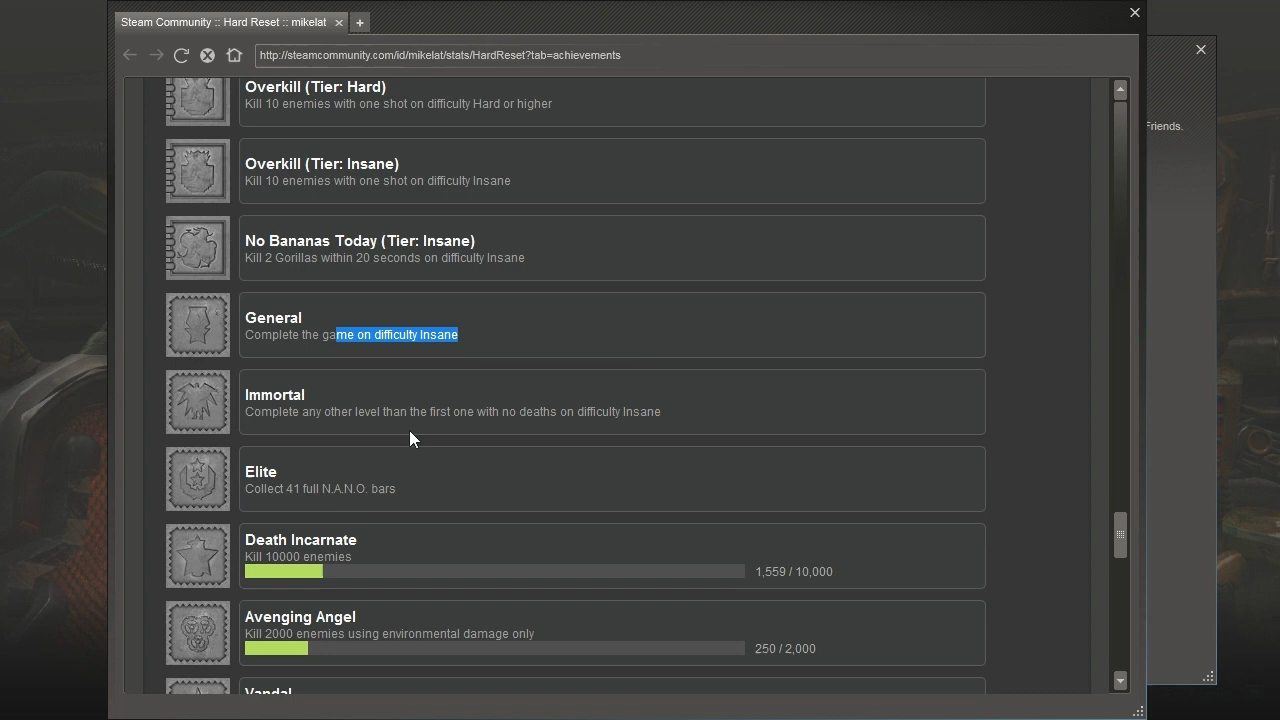 Steam Community :: Hard Reset :: mikelat
http://steamcommunity.com/id/mikelat/stats/HardReset?tab=achievements
Friends.
Overkill (Tier: Hard)
Kill 10 enemies with one shot on difficulty Hard or higher
Overkill (Tier: Insane)
Kill 10 enemies with one shot on difficulty Insane
No Bananas Today (Tier: Insane)
Kill 2 Gorillas within 20 seconds on difficulty Insane
General
Complete the game on difficulty Insane
Immortal
Complete any other level than the first one with no deaths on difficulty Insane
Elite
Collect 41 full N.A.N.O. bars
Death Incarnate
Kill 10000 enemies
1,559 / 10,000
Avenging Angel
Kill 2000 enemies using environmental damage only
250 / 2,000
Vandal